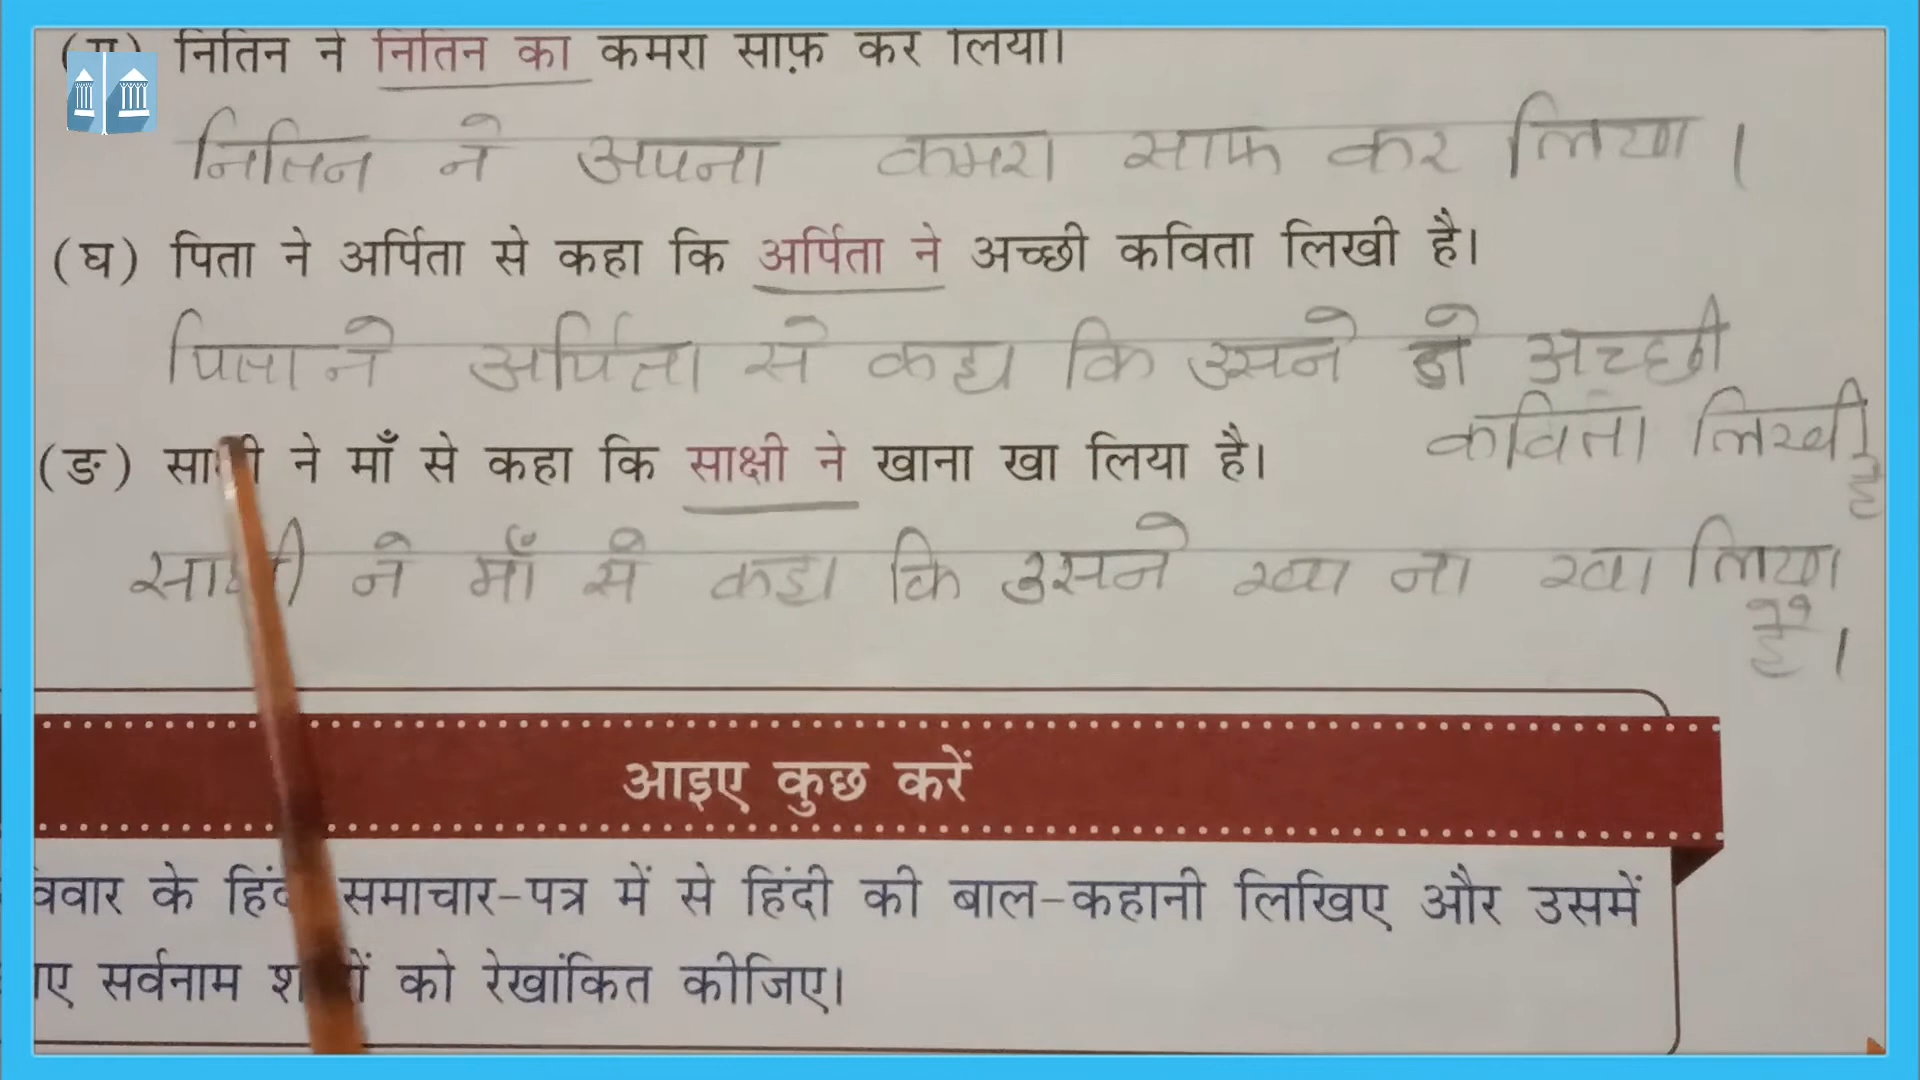 (ग) नितिन ने नितिन का कमरा साफ़ कर लिया।
नितिन ने अपना कमरा साफ कर लिया।
(घ) पिता ने अर्पिता से कहा कि अर्पिता ने अच्छी कविता लिखी है।
पिता ने अर्पिता से कहा कि उसने अच्छी
कविता लिखी
है
(ङ) साक्षी ने माँ से कहा कि साक्षी ने खाना खा लिया है।
साक्षी ने माँ से कहा कि उसने खाना खा लिया
है।
आइए कुछ करें
के समाचार-पत्र में से हिंदी की बाल-कहानी लिखिए और उसमें
सर्वनाम को रेखांकित कीजिए।